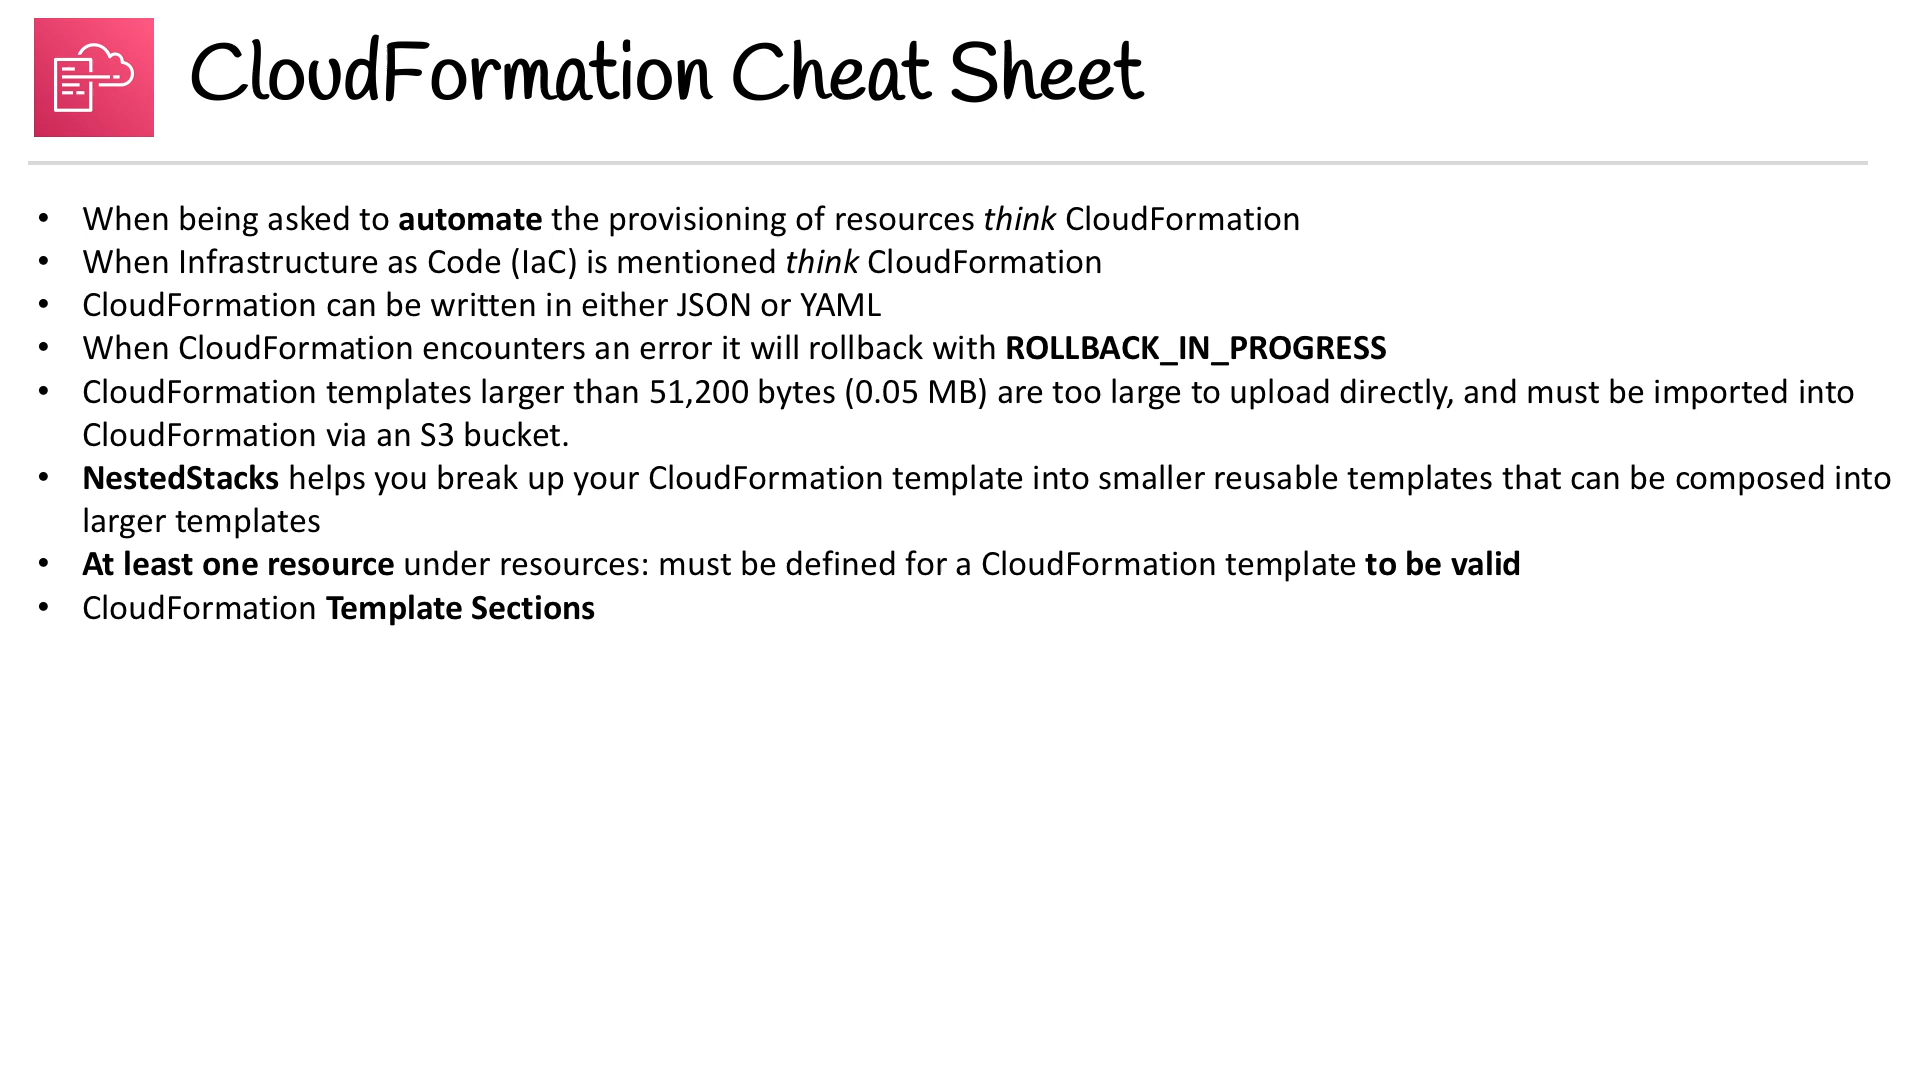 CloudFormation Cheat Sheet
• When being asked to automate the provisioning of resources think CloudFormation
• When Infrastructure as Code (IaC) is mentioned think CloudFormation
• CloudFormation can be written in either JSON or YAML
• When CloudFormation encounters an error it will rollback with ROLLBACK_IN_PROGRESS
• CloudFormation templates larger than 51,200 bytes (0.05 MB) are too large to upload directly, and must be imported into
CloudFormation via an S3 bucket.
• NestedStacks helps you break up your CloudFormation template into smaller reusable templates that can be composed into
larger templates
• At least one resource under resources: must be defined for a CloudFormation template to be valid
• CloudFormation Template Sections